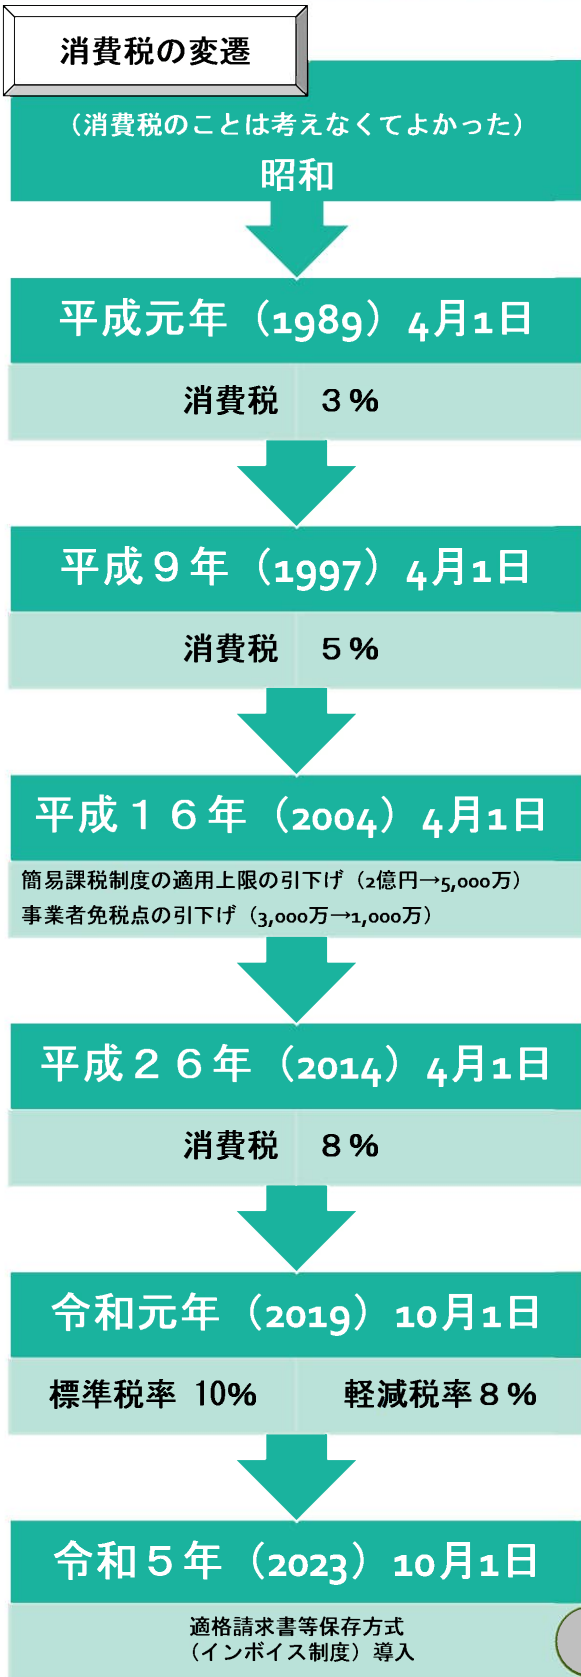 消費税の変遷
（消費税のことは考えなくてよかった）
昭和
平成元年（1989）4月1日
消費税 ３%
平成９年（1997）4月1日
消費税 ５%
平成１６年（2004）4月1日
簡易課税制度の適用上限の引下げ（2億円→5,000万）
事業者免税点の引下げ（3,000万→1,000万）
平成２６年（2014）4月1日
消費税 ８%
令和元年（2019）10月1日
標準税率 10% 軽減税率８%
令和５年（2023）10月1日
適格請求書等保存方式
（インボイス制度）導入